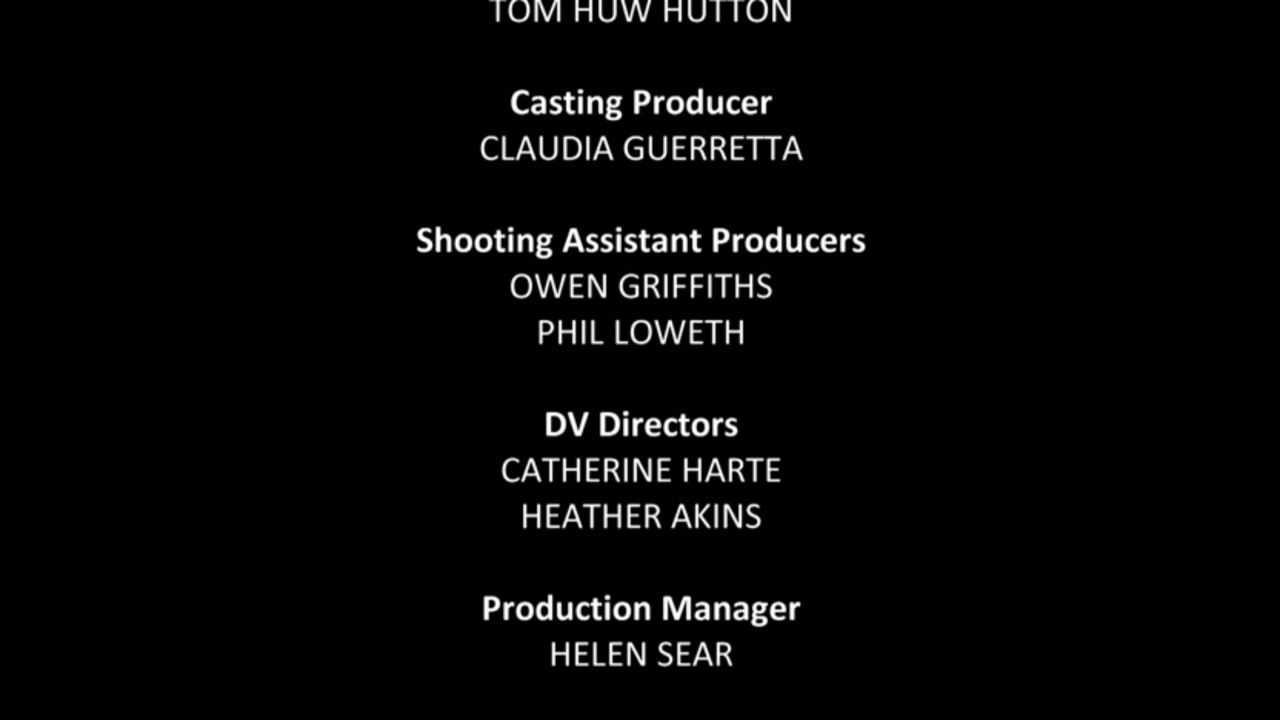 TOM HUW HUTTON
Casting Producer
CLAUDIA GUERRETTA
Shooting Assistant Producers
OWEN GRIFFITHS
PHIL LOWETH
DV Directors
CATHERINE HARTE
HEATHER AKINS
Production Manager
HELEN SEAR